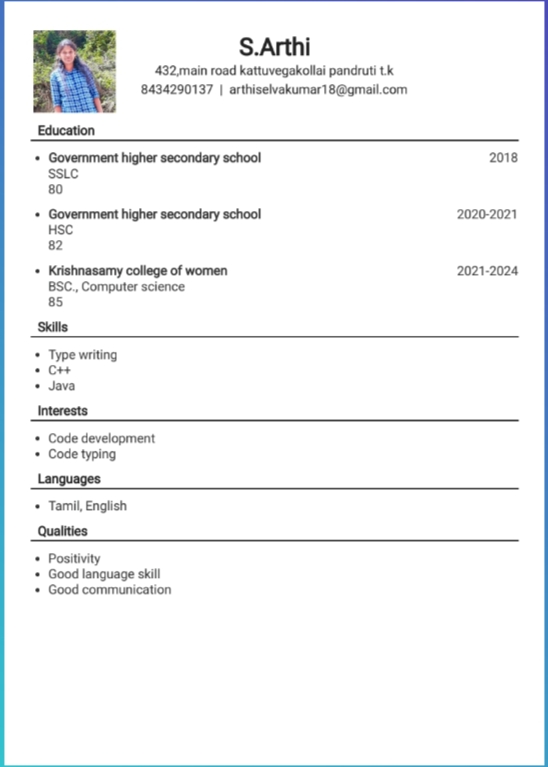 S.Arthi
432,main road kattuvegakollai pandruti t.k
8434290137 | arthiselvakumar18@gmail.com
Education
• Government higher secondary school 2018
SSLC
80
• Government higher secondary school 2020-2021
HSC
82
• Krishnasamy college of women 2021-2024
BSC., Computer science
85
Skills
• Type writing
• C++
• Java
Interests
• Code development
• Code typing
Languages
• Tamil, English
Qualities
• Positivity
• Good language skill
• Good communication